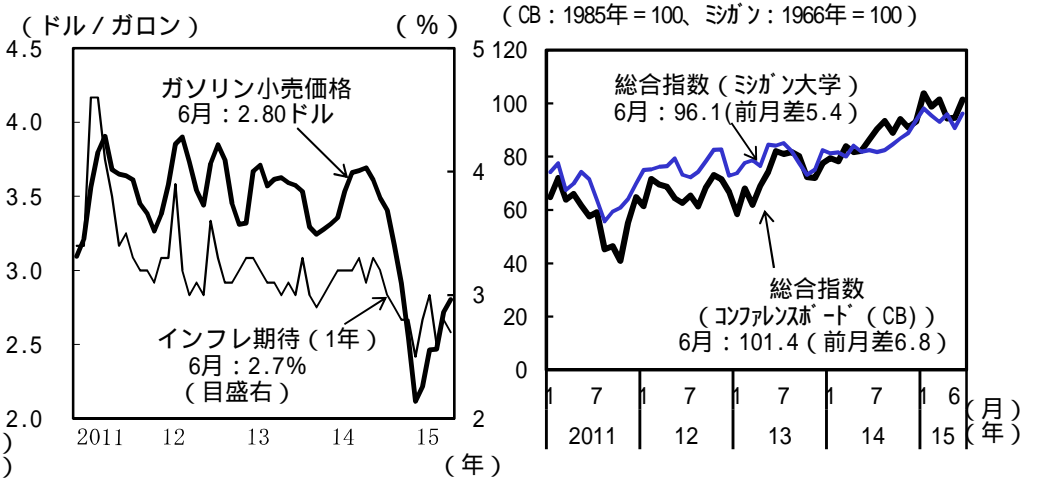 （ドル／ガロン）
（％）
4.5
4.0
3.5
3.0
2.5
2.0
5
4
3
2
ガソリン小売価格
6月：2.80ドル
インフレ期待（1年）
6月：2.7%
（目盛右）
2011 12 13 14 15
（年）
）
）
（CB：1985年＝100、ﾐｼｶﾞﾝ：1966年＝100）
120
100
80
60
40
20
0
総合指数（ﾐｼｶﾞﾝ大学）
6月：96.1(前月差5.4）
総合指数
（ｺﾝﾌｧﾚﾝｽﾎﾞｰﾄﾞ（CB)）
6月：101.4（前月差6.8）
1 7 1 7 1 7 1 7 1 6
（月）
2011 12 13 14 15
（年）